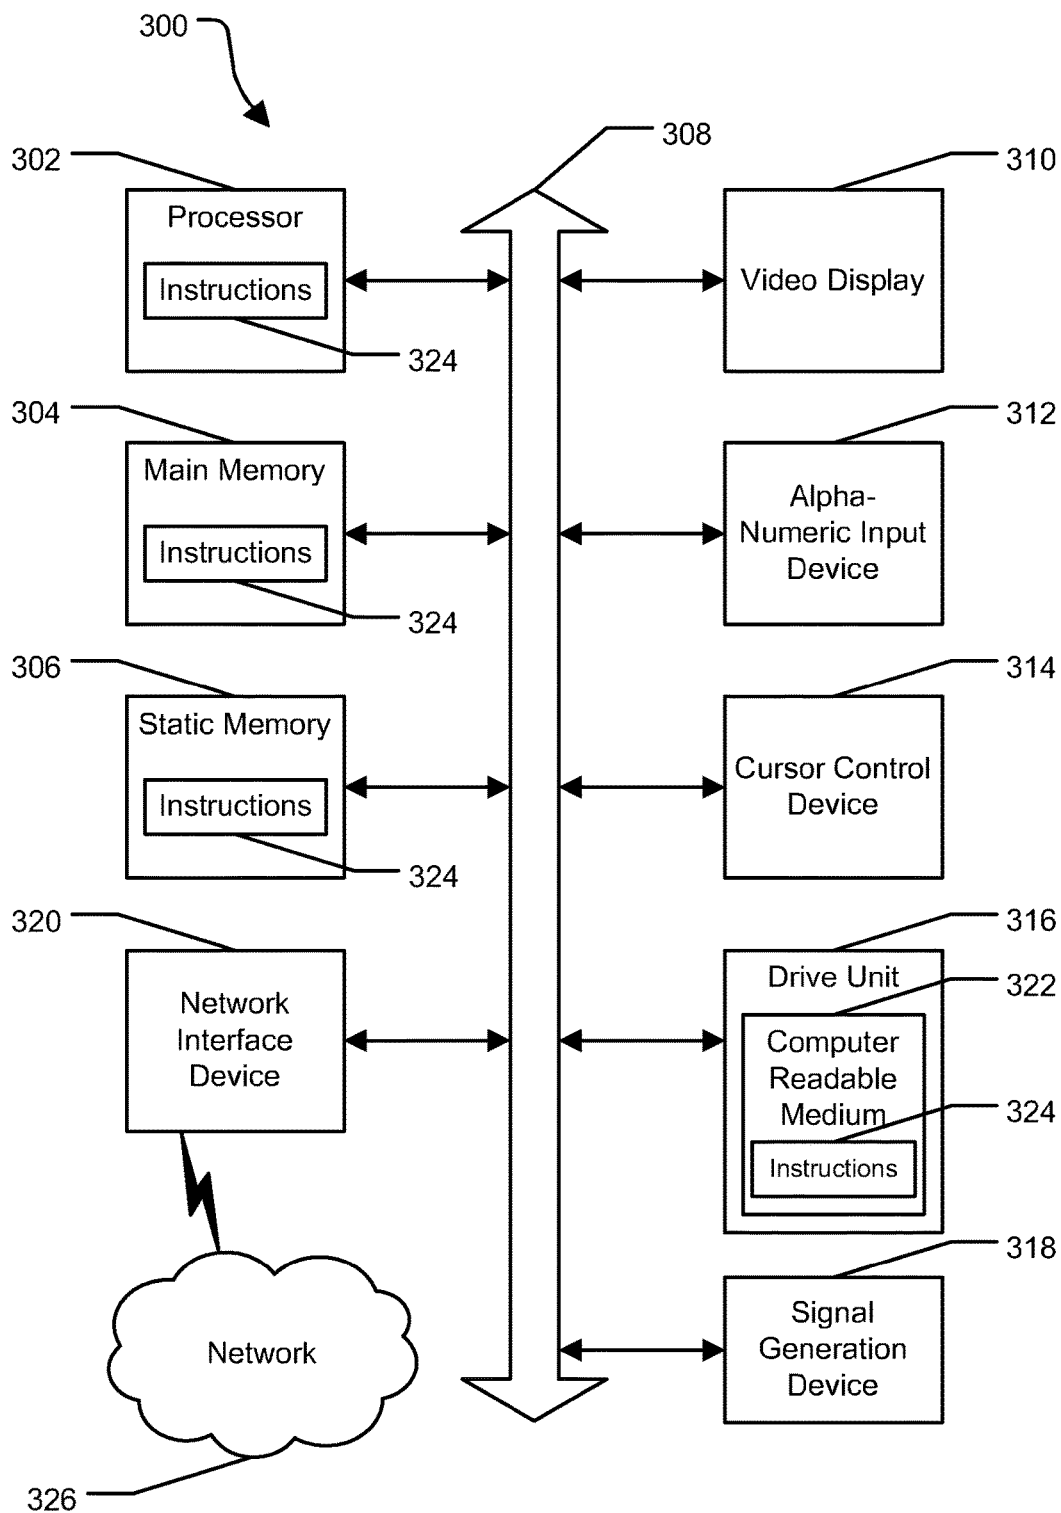 300
308
302
Processor
Instructions
324
310
Video Display
304
Main Memory
Instructions
324
312
Alpha-
Numeric Input
Device
306
Static Memory
Instructions
324
314
Cursor Control
Device
320
Network
Interface
Device
316
Drive Unit
322
Computer
Readable
Medium
324
Instructions
318
Signal
Generation
Device
Network
326